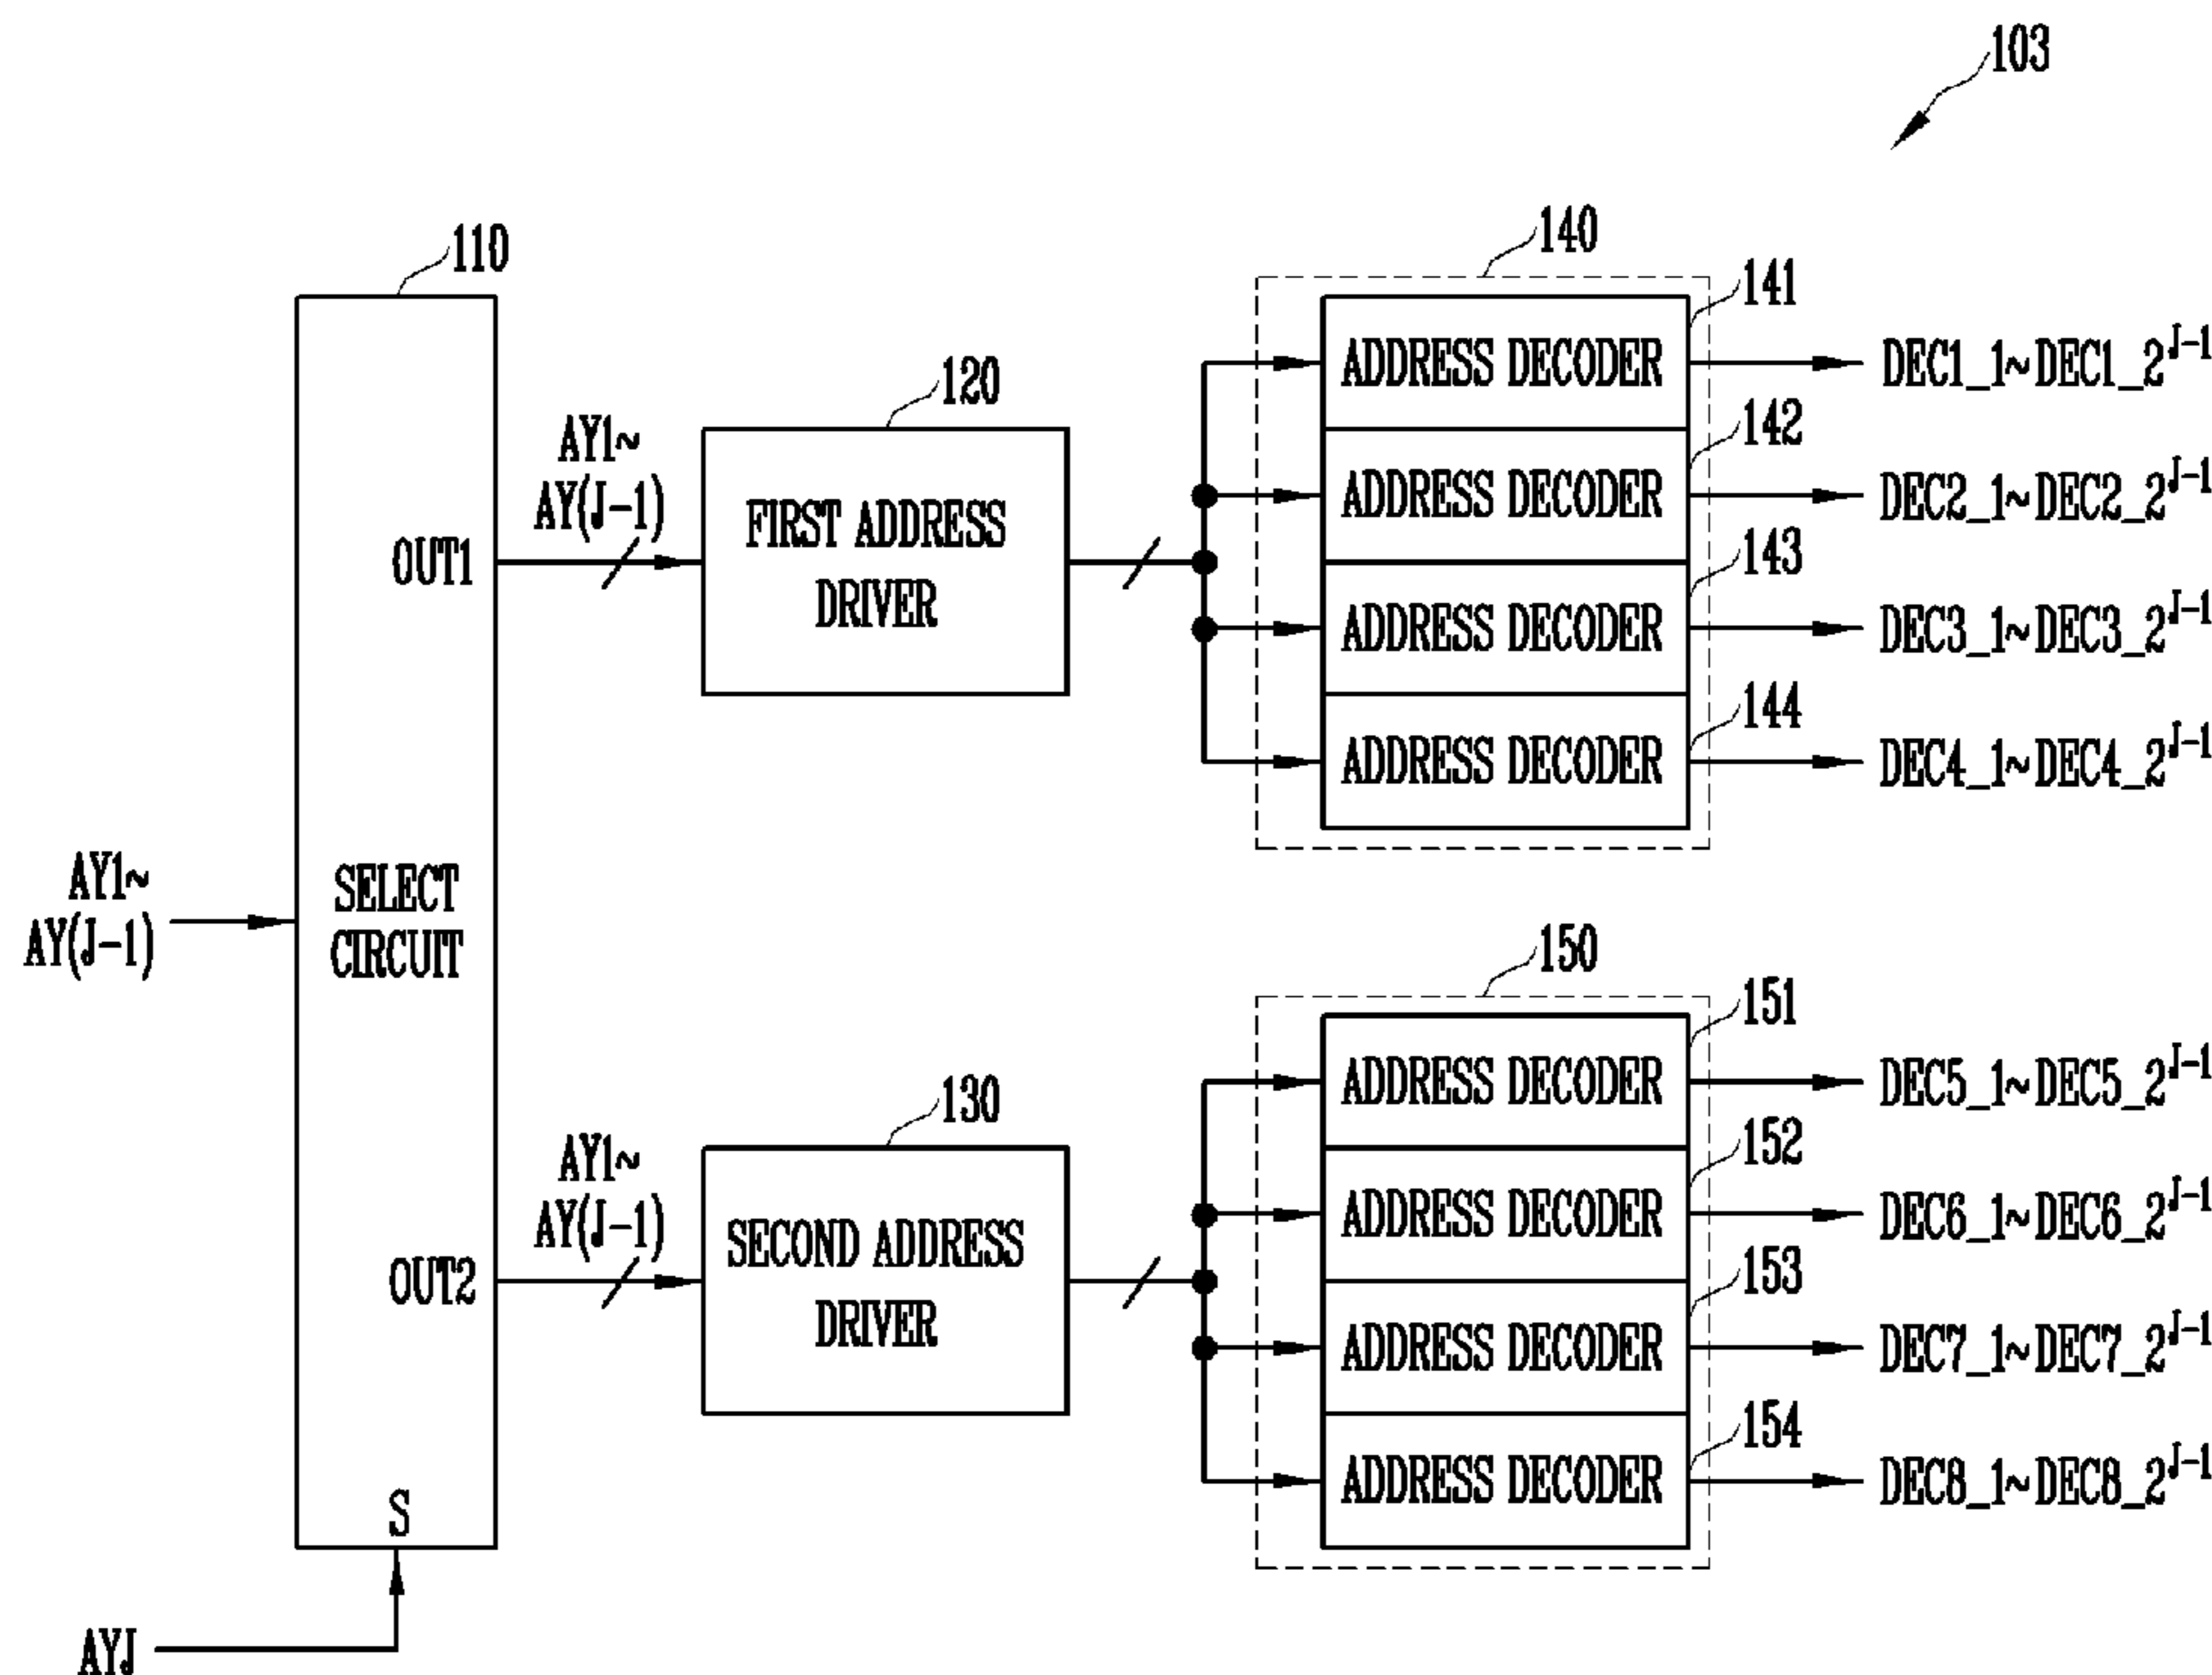 103
110
140
141
ADDRESS DECODER
DEC1_1~DEC1_2^J-1
120
142
AY1~
AY(J-1)
ADDRESS DECODER
DEC2_1~DEC2_2^J-1
OUT1
FIRST ADDRESS
DRIVER
143
ADDRESS DECODER
DEC3_1~DEC3_2^J-1
144
ADDRESS DECODER
DEC4_1~DEC4_2^J-1
AY1~
AY(J-1)
SELECT
CIRCUIT
150
151
ADDRESS DECODER
DEC5_1~DEC5_2^J-1
130
152
AY1~
AY(J-1)
ADDRESS DECODER
DEC6_1~DEC6_2^J-1
OUT2
SECOND ADDRESS
DRIVER
153
ADDRESS DECODER
DEC7_1~DEC7_2^J-1
154
ADDRESS DECODER
DEC8_1~DEC8_2^J-1
S
AYJ